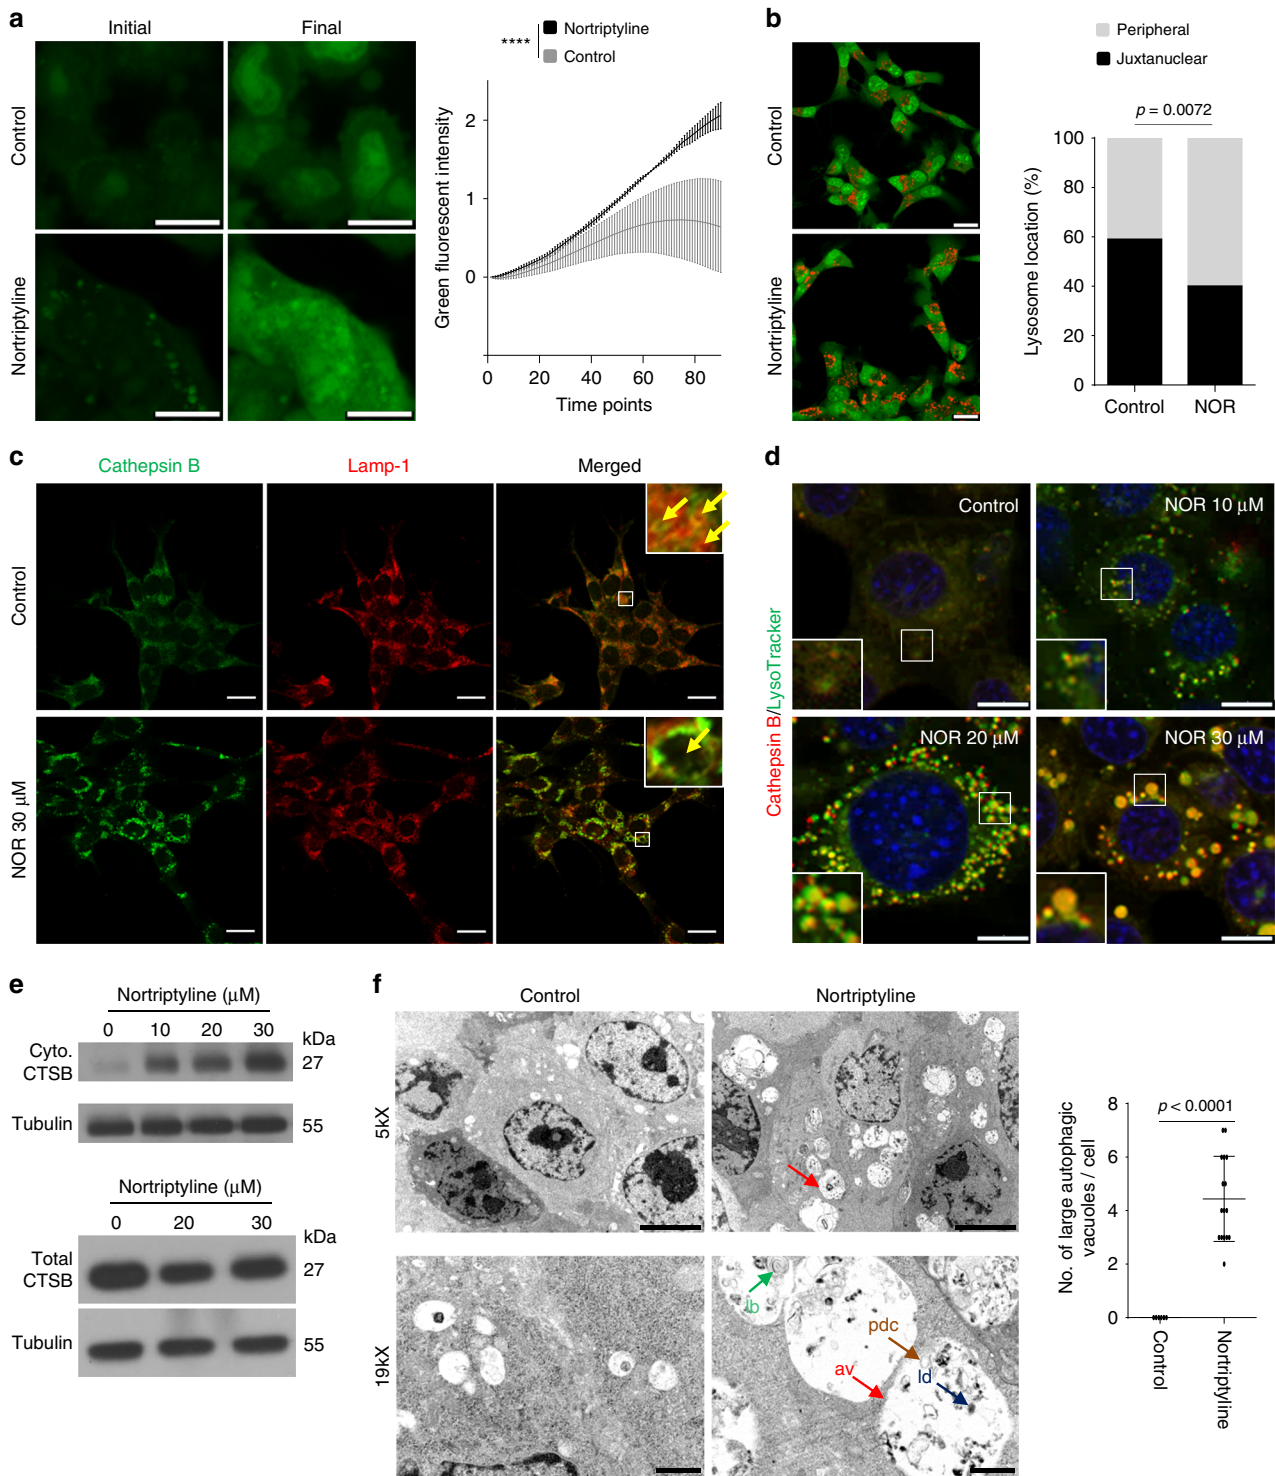 a
Initial
Final
Control
Nortriptyline
****
Nortriptyline
Control
Green fluorescent intensity
2
1
0
0 20 40 60 80
Time points
b
Control
Nortriptyline
Peripheral
Juxtanuclear
p = 0.0072
Lysosome location (%)
100
80
60
40
20
0
Control NOR
c
Cathepsin B
Lamp-1
Merged
Control
NOR 30 μM
d
Cathepsin B/LysoTracker
Control
NOR 10 μM
NOR 20 μM
NOR 30 μM
e
Nortriptyline (μM)
0 10 20 30
kDa
Cyto.
CTSB
27
Tubulin
55
Nortriptyline (μM)
0 20 30
kDa
Total
CTSB
27
Tubulin
55
f
Control
Nortriptyline
5kX
19kX
lb
pdc
av
ld
p < 0.0001
No. of large autophagic
vacuoles / cell
8
6
4
2
0
Control
Nortriptyline